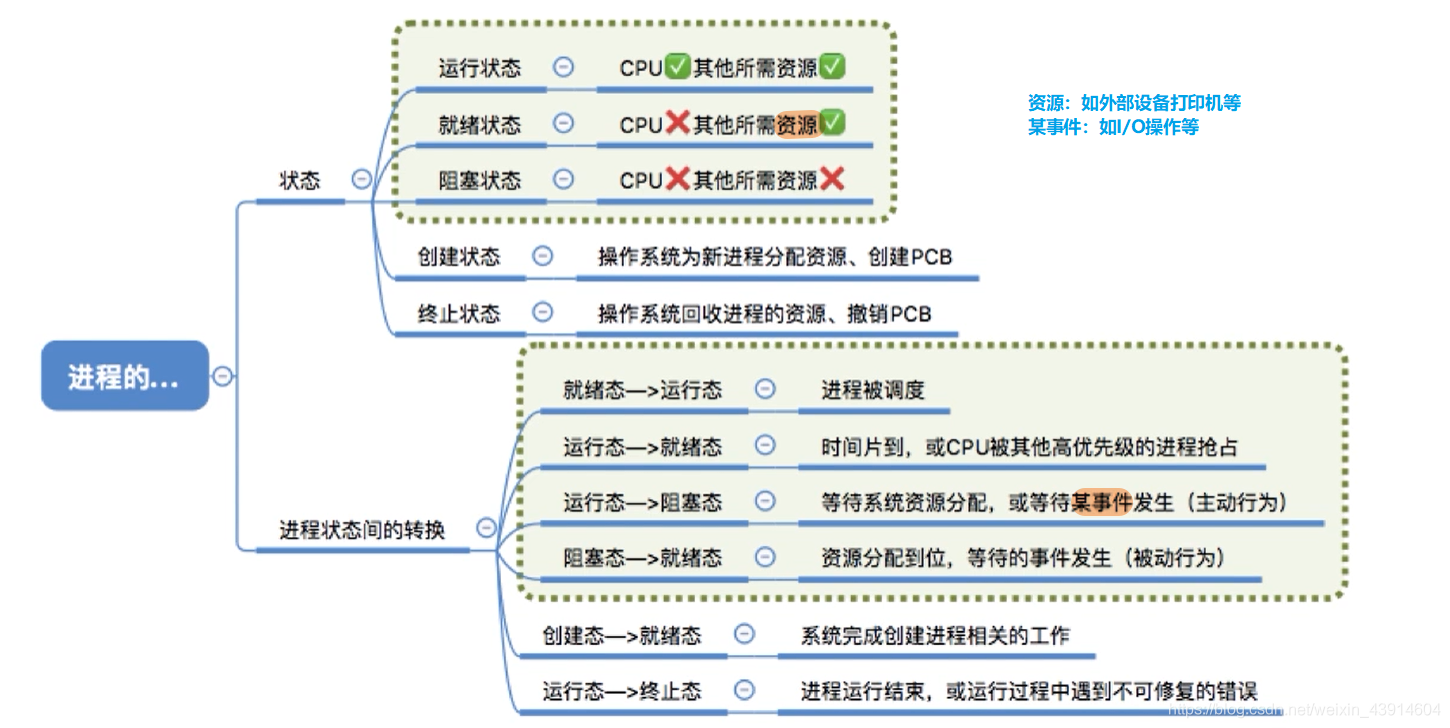 运行状态 CPU✅其他所需资源✅
资源：如外部设备打印机等
就绪状态 CPU❌其他所需资源✅
某事件：如I/O操作等
阻塞状态 CPU❌其他所需资源❌
状态
创建状态 操作系统为新进程分配资源、创建PCB
终止状态 操作系统回收进程的资源、撤销PCB
进程的...
就绪态—>运行态 进程被调度
运行态—>就绪态 时间片到，或CPU被其他高优先级的进程抢占
运行态—>阻塞态 等待系统资源分配，或等待某事件发生（主动行为）
进程状态间的转换
阻塞态—>就绪态 资源分配到位，等待的事件发生（被动行为）
创建态—>就绪态 系统完成创建进程相关的工作
运行态—>终止态 进程运行结束，或运行过程中遇到不可修复的错误
https://blog.csdn.net/weixin_43914604